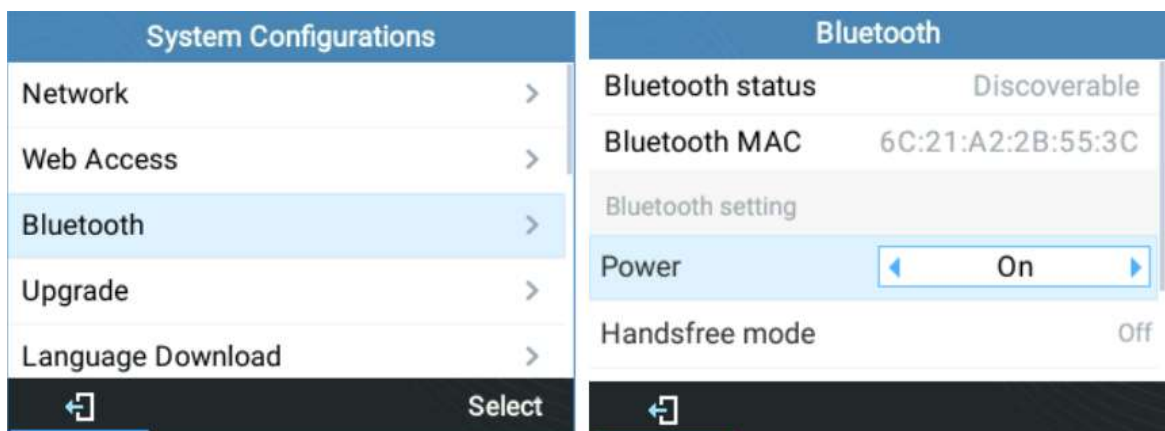 System Configurations
Network
Web Access
Bluetooth
Upgrade
Language Download
Select
Bluetooth
Bluetooth status Discoverable
Bluetooth MAC 6C:21:A2:2B:55:3C
Bluetooth setting
Power On
Handsfree mode Off